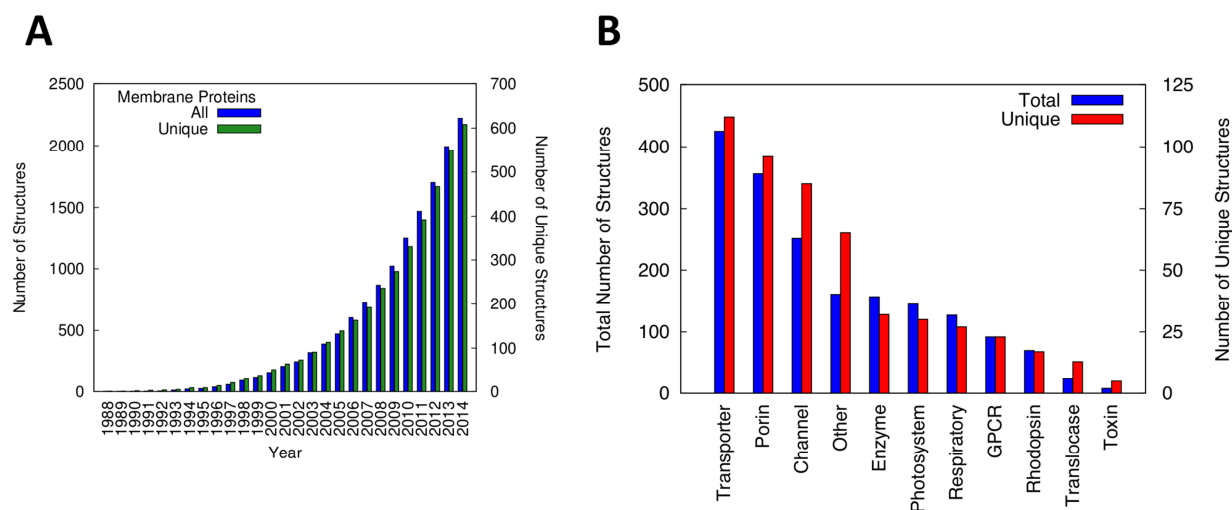 A
Number of Structures
2500
2000
1500
1000
500
0
Membrane Proteins
All
Unique
700
600
500
400
300
200
100
0
Number of Unique Structures
1988
1989
1990
1991
1992
1993
1994
1995
1996
1997
1998
1999
2000
2001
2002
2003
2004
2005
2006
2007
2008
2009
2010
2011
2012
2013
2014
Year
B
Total Number of Structures
500
400
300
200
100
0
Total
Unique
125
100
75
50
25
0
Number of Unique Structures
Transporter
Porin
Channel
Other
Enzyme
Photosystem
Respiratory
GPCR
Rhodopsin
Translocase
Toxin